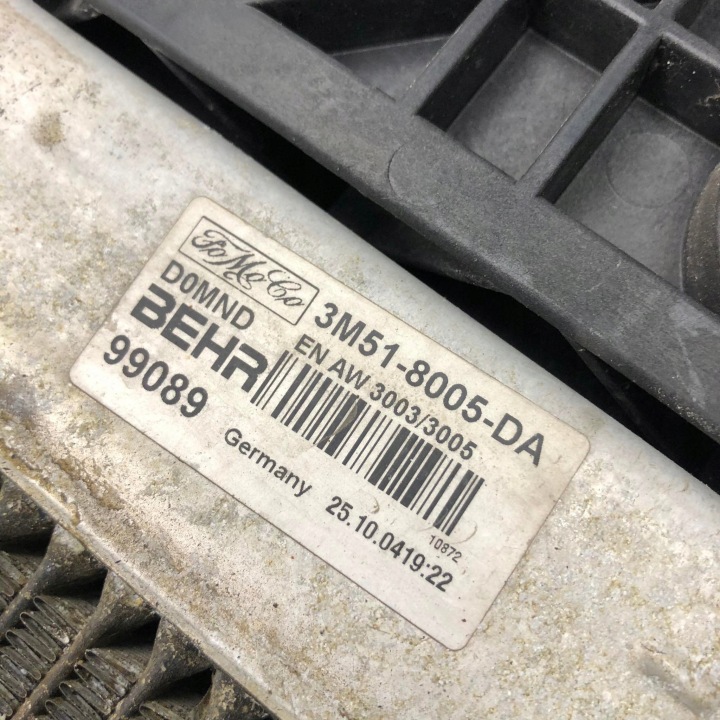 FoMoCo
3M51-8005-DA
D0MND
EN AW 3003/3005
BEHR
99089
10872
Germany 25.10.0419:22